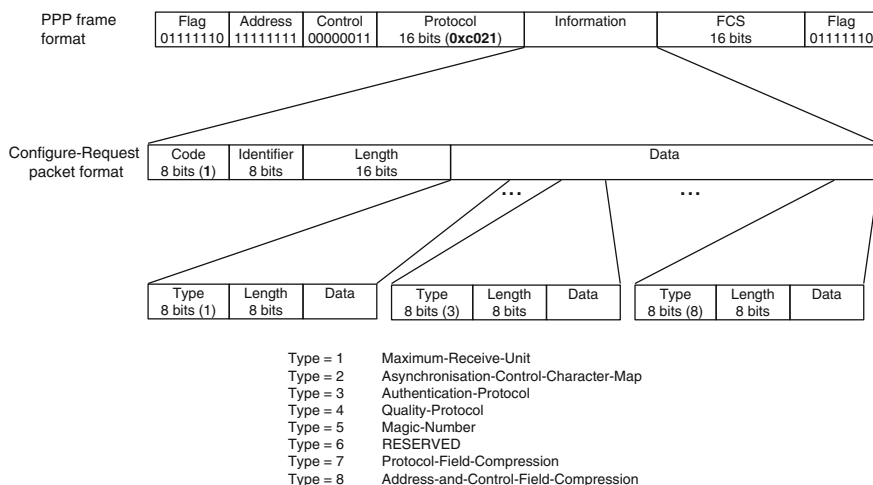 PPP frame format
Flag 01111110
Address 11111111
Control 00000011
Protocol 16 bits (0xc021)
Information
FCS 16 bits
Flag 01111110
Configure-Request packet format
Code 8 bits (1)
Identifier 8 bits
Length 16 bits
Data
...
...
Type 8 bits (1)
Length 8 bits
Data
Type 8 bits (3)
Length 8 bits
Data
Type 8 bits (8)
Length 8 bits
Data
Type = 1 Maximum-Receive-Unit
Type = 2 Asynchronisation-Control-Character-Map
Type = 3 Authentication-Protocol
Type = 4 Quality-Protocol
Type = 5 Magic-Number
Type = 6 RESERVED
Type = 7 Protocol-Field-Compression
Type = 8 Address-and-Control-Field-Compression